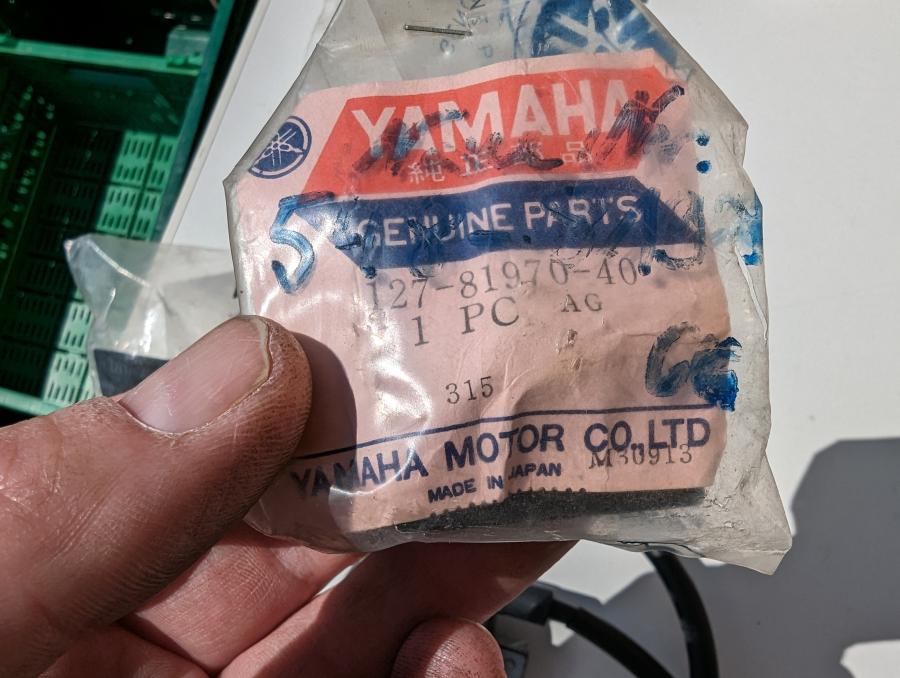 YAMAHA
純正部品
GENUINE PARTS
127-81970-40
1 PC AG
315
YAMAHA MOTOR CO.,LTD
M30913
MADE IN JAPAN